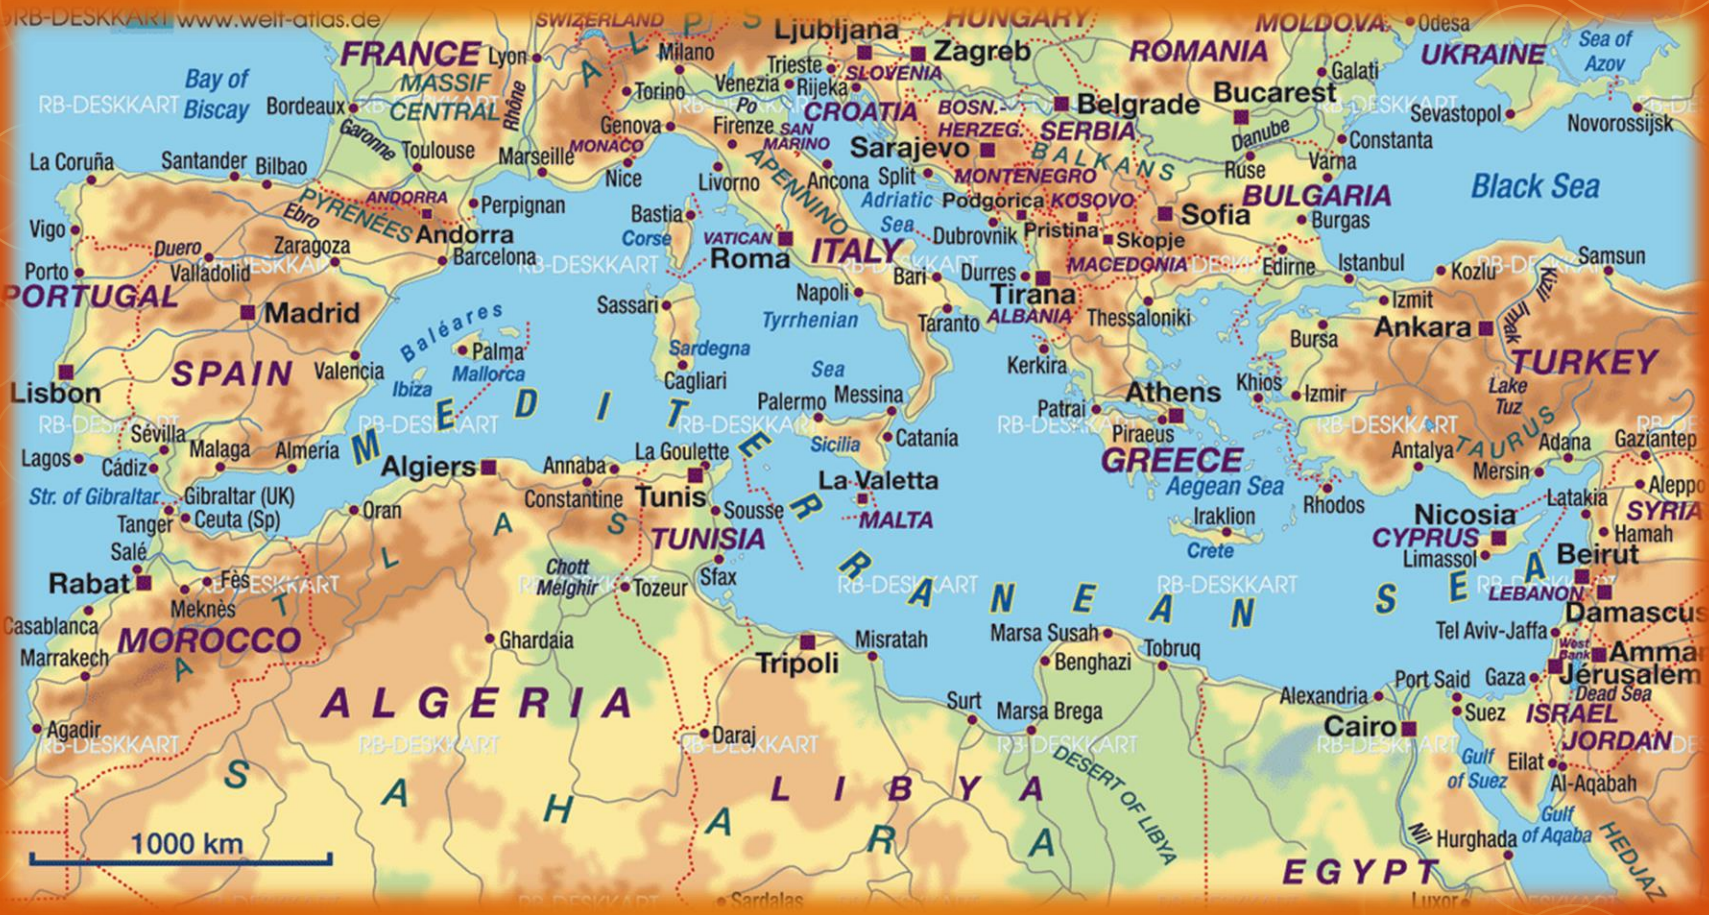 RB-DESKKART www.welt-atlas.de
SWIZERLAND
ALPS
Ljubljana
HUNGARY
MOLDOVA
Odesa
FRANCE
Lyon
Milano
Trieste
SLOVENIA
Zagreb
ROMANIA
UKRAINE
Sea of
Azov
Bay of
Biscay
MASSIF
CENTRAL
Rhône
Torino
Venezia
Rijeka
CROATIA
Po
BOSN.-
HERZEG.
Belgrade
SERBIA
Bucarest
Galati
Sevastopol
Novorossijsk
Bordeaux
Garonne
Toulouse
Marseille
Genova
MONACO
Nice
Firenze
SAN
MARINO
Sarajevo
BALKANS
Danube
Ruse
Constanta
Varna
La Coruña
Santander
Bilbao
Livorno
APENNINO
Ancona
Split
MONTENEGRO
BULGARIA
Black Sea
PYRENÉES
ANDORRA
Andorra
Perpignan
Bastia
Corse
Adriatic
Sea
Podgorica
KOSOVO
Pristina
Sofia
Burgas
Vigo
Duero
Ebro
Zaragoza
Valladolid
Barcelona
VATICAN
Roma
ITALY
Dubrovnik
Skopje
MACEDONIA
Edirne
Istanbul
Kozlu
Samsun
Porto
PORTUGAL
Madrid
Sassari
Napoli
Bari
Durres
Tirana
ALBANIA
Thessaloniki
Izmit
Kizil Irmak
Baléares
Palma
Mallorca
Ibiza
Tyrrhenian
Sea
Taranto
Kerkira
Bursa
Ankara
TURKEY
SPAIN
Valencia
Sardegna
Cagliari
Lisbon
Palermo
Messina
Patrai
Athens
Khios
Izmir
Lake
Tuz
MEDITERRANEAN SEA
Sévilla
Malaga
Almería
Lagos
Cádiz
Sicilia
Catanía
Piraeus
GREECE
Aegean Sea
Antalya
TAURUS
Adana
Mersin
Gaziantep
Str. of Gibraltar
Gibraltar (UK)
Ceuta (Sp)
Tanger
Oran
Algiers
Annaba
Constantine
La Goulette
Tunis
Sousse
TUNISIA
La Valetta
MALTA
Iraklion
Crete
Rhodos
Nicosia
CYPRUS
Limassol
Latakia
Aleppo
SYRIA
Hamah
Salé
Rabat
Fès
Meknès
Casablanca
MOROCCO
Marrakech
Agadir
ATLAS
Chott
Melghir
Tozeur
Sfax
Ghardaia
Beirut
LEBANON
Damascus
Tel Aviv-Jaffa
West
Bank
Amman
Jérusalem
Dead Sea
Gaza
Port Said
Suez
ISRAEL
JORDAN
ALGERIA
Tripoli
Misratah
Marsa Susah
Benghazi
Tobruq
Surt
Marsa Brega
Alexandria
Cairo
Daraj
LIBYA
DESERT OF LIBYA
SAHARA
Gulf
of Suez
Eilat
Al-Aqabah
Gulf
of Aqaba
Nil
Hurghada
HEDJAZ
EGYPT
Luxor
Sardalas
1000 km